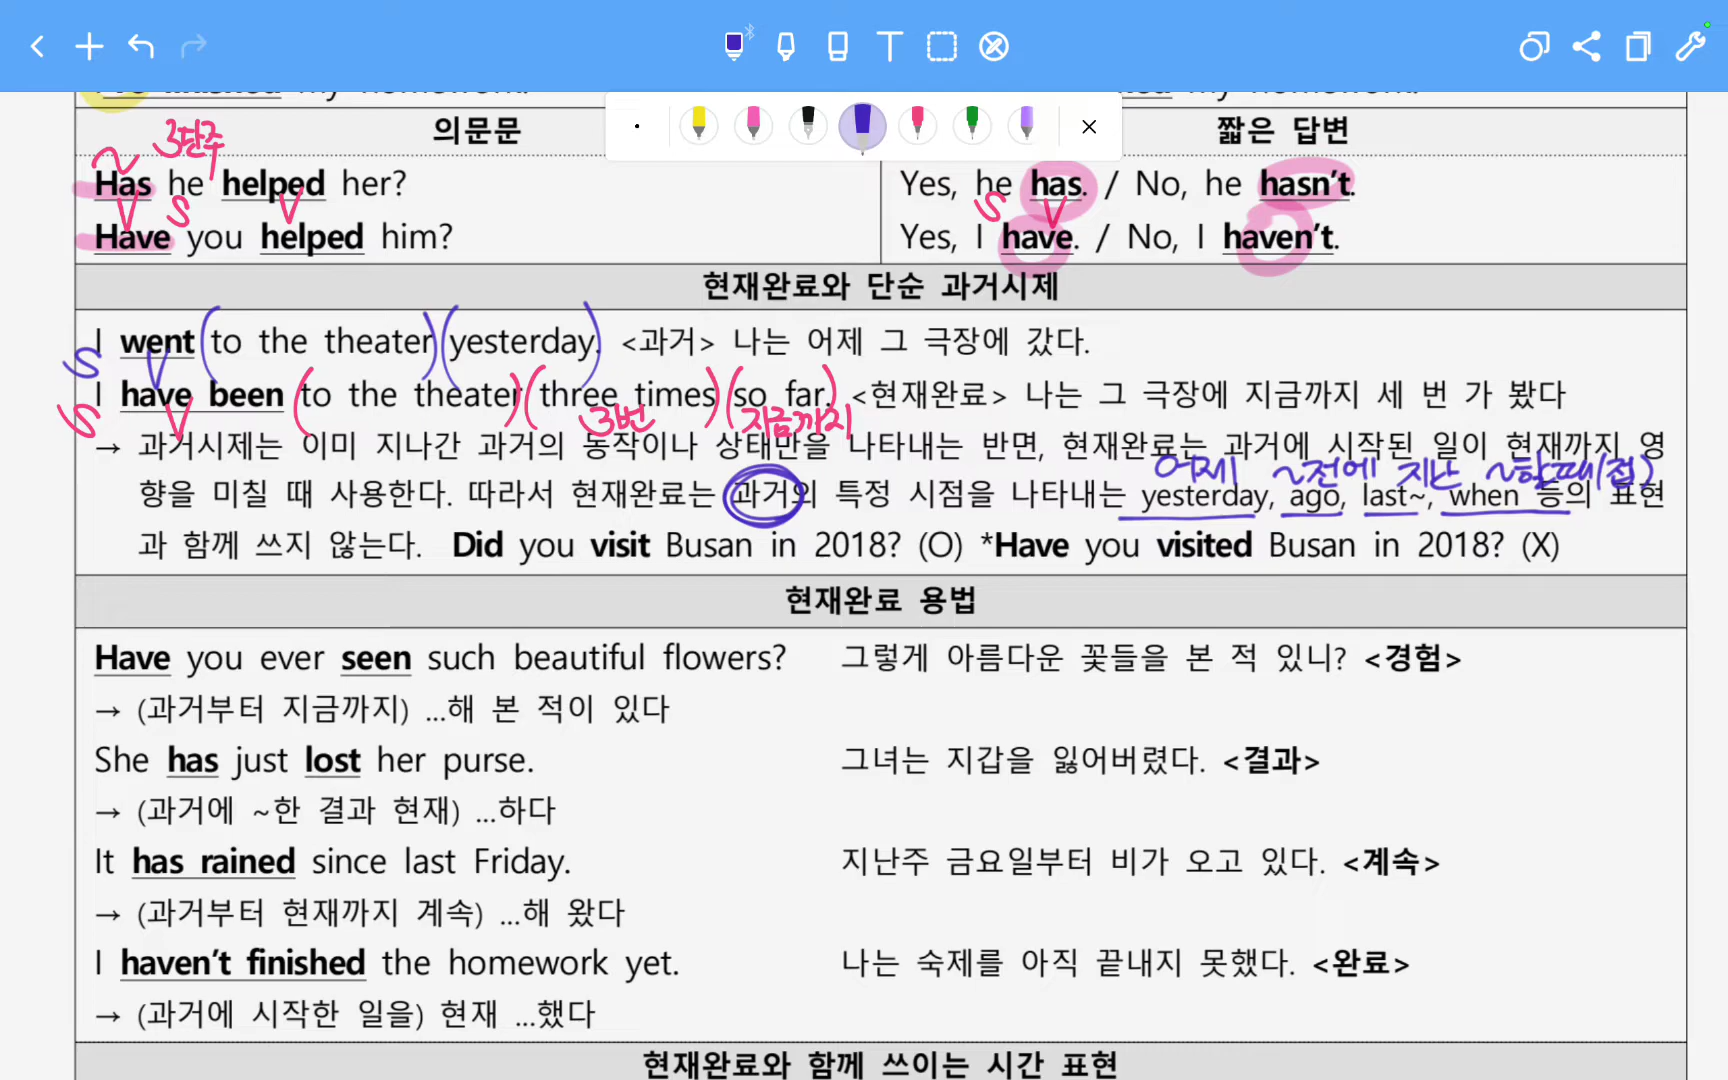 my homework.
my homework.
의문문
짧은 답변
~ 3단주
Has he helped her?
V S V
Have you helped him?
Yes, he has. / No, he hasn't.
S V
Yes, I have. / No, I haven't.
현재완료와 단순 과거시제
I went (to the theater) (yesterday.) <과거> 나는 어제 그 극장에 갔다.
S V
I have been (to the theater) (three times) (so far.) <현재완료> 나는 그 극장에 지금까지 세 번 가 봤다
S V 3번 지금까지
→ 과거시제는 이미 지나간 과거의 동작이나 상태만을 나타내는 반면, 현재완료는 과거에 시작된 일이 현재까지 영
어제 ~전에 지난 ~할 때(접)
향을 미칠 때 사용한다. 따라서 현재완료는 과거의 특정 시점을 나타내는 yesterday, ago, last~, when 등의 표현
과 함께 쓰지 않는다. Did you visit Busan in 2018? (O) *Have you visited Busan in 2018? (X)
현재완료 용법
Have you ever seen such beautiful flowers? 그렇게 아름다운 꽃들을 본 적 있니? <경험>
→ (과거부터 지금까지) ...해 본 적이 있다
She has just lost her purse. 그녀는 지갑을 잃어버렸다. <결과>
→ (과거에 ~한 결과 현재) ...하다
It has rained since last Friday. 지난주 금요일부터 비가 오고 있다. <계속>
→ (과거부터 현재까지 계속) ...해 왔다
I haven't finished the homework yet. 나는 숙제를 아직 끝내지 못했다. <완료>
→ (과거에 시작한 일을) 현재 ...했다
현재완료와 함께 쓰이는 시간 표현